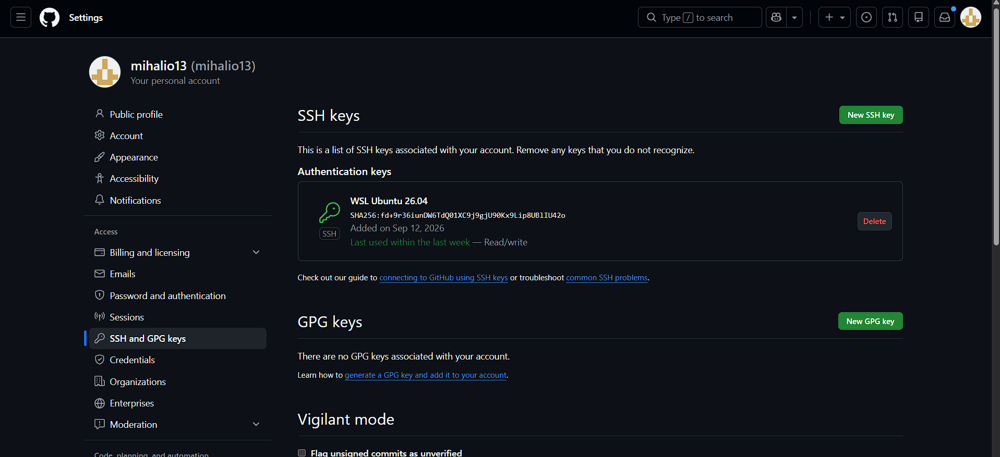 Settings
Type / to search
mihalio13 (mihalio13)
Your personal account
Public profile
Account
Appearance
Accessibility
Notifications
Access
Billing and licensing
Emails
Password and authentication
Sessions
SSH and GPG keys
Credentials
Organizations
Enterprises
Moderation
Code, planning, and automation
SSH keys
New SSH key
This is a list of SSH keys associated with your account. Remove any keys that you do not recognize.
Authentication keys
WSL Ubuntu 26.04
SHA256:fd+9r36iunDW6TdQ01XC9j9gjU90Kx9Lip8UBlIU42o
SSH
Added on Sep 12, 2026
Last used within the last week — Read/write
Delete
Check out our guide to connecting to GitHub using SSH keys or troubleshoot common SSH problems.
GPG keys
New GPG key
There are no GPG keys associated with your account.
Learn how to generate a GPG key and add it to your account.
Vigilant mode
Flag unsigned commits as unverified